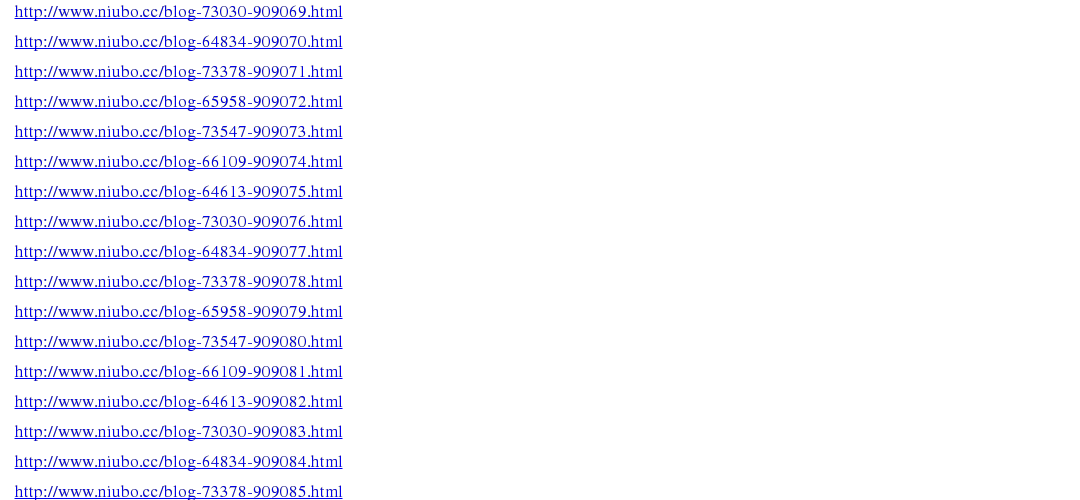 http://www.niubo.cc/blog-73030-909069.html
http://www.niubo.cc/blog-64834-909070.html
http://www.niubo.cc/blog-73378-909071.html
http://www.niubo.cc/blog-65958-909072.html
http://www.niubo.cc/blog-73547-909073.html
http://www.niubo.cc/blog-66109-909074.html
http://www.niubo.cc/blog-64613-909075.html
http://www.niubo.cc/blog-73030-909076.html
http://www.niubo.cc/blog-64834-909077.html
http://www.niubo.cc/blog-73378-909078.html
http://www.niubo.cc/blog-65958-909079.html
http://www.niubo.cc/blog-73547-909080.html
http://www.niubo.cc/blog-66109-909081.html
http://www.niubo.cc/blog-64613-909082.html
http://www.niubo.cc/blog-73030-909083.html
http://www.niubo.cc/blog-64834-909084.html
http://www.niubo.cc/blog-73378-909085.html